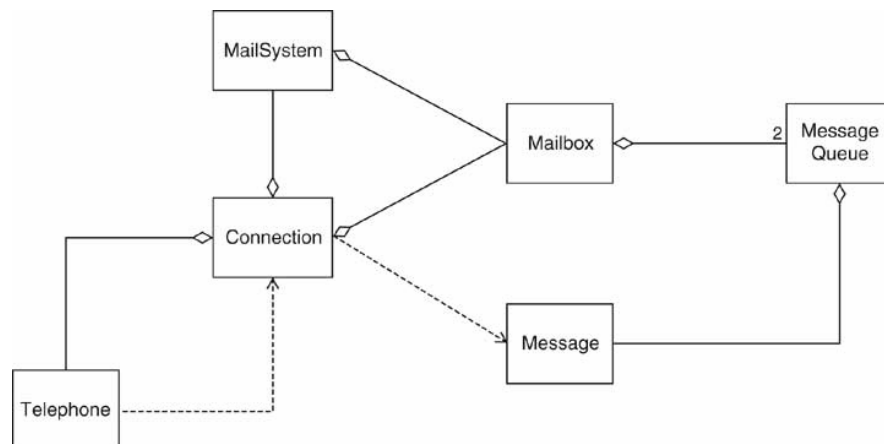 MailSystem
Mailbox
2
Message
Queue
Connection
Message
Telephone